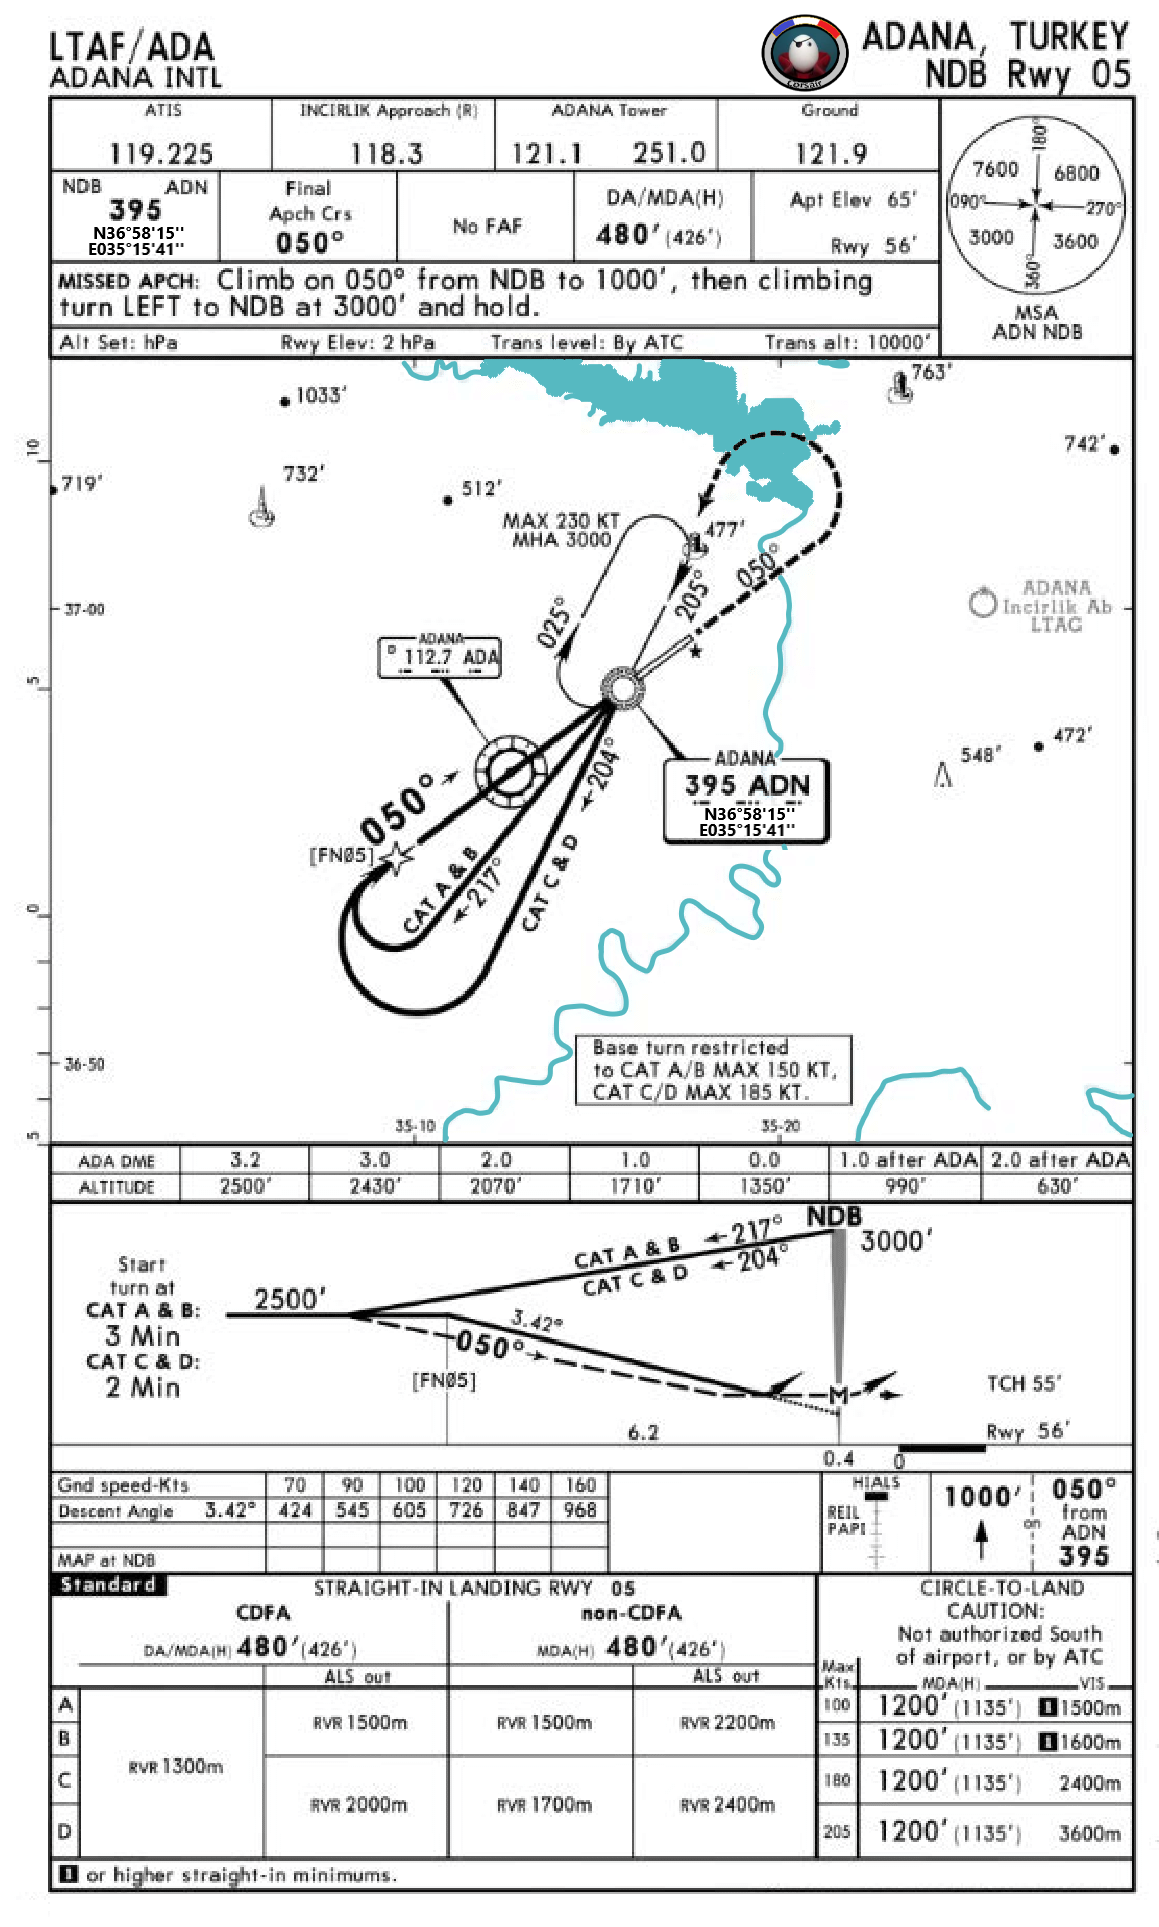 LTAF/ADA
ADANA INTL
corsair
ADANA, TURKEY
NDB Rwy 05
ATIS
119.225
INCIRLIK Approach (R)
118.3
ADANA Tower
121.1 251.0
Ground
121.9
NDB ADN
395
N36°58'15"
E035°15'41"
Final
Apch Crs
050°
No FAF
DA/MDA(H)
480' (426')
Apt Elev 65'
Rwy 56'
MISSED APCH: Climb on 050° from NDB to 1000', then climbing
turn LEFT to NDB at 3000' and hold.
Alt Set: hPa Rwy Elev: 2 hPa Trans level: By ATC Trans alt: 10000'
180°
7600 6800
090° 270°
3000 3600
360°
MSA
ADN NDB
1033'
763'
10
742'
719'
732'
512'
MAX 230 KT
MHA 3000
477'
050°
205°
025°
37-00
ADANA
Incirlik Ab
LTAG
ADANA
D 112.7 ADA
5
472'
548'
204°
ADANA
395 ADN
N36°58'15"
E035°15'41"
050°
[FN05]
CAT A & B
217°
CAT C & D
0
Base turn restricted
to CAT A/B MAX 150 KT,
CAT C/D MAX 185 KT.
36-50
35-10
35-20
5
ADA DME 3.2 3.0 2.0 1.0 0.0 1.0 after ADA 2.0 after ADA
ALTITUDE 2500' 2430' 2070' 1710' 1350' 990' 630'
NDB
3000'
CAT A & B 217°
CAT C & D 204°
Start
turn at
CAT A & B:
3 Min
CAT C & D:
2 Min
2500'
3.42°
050°
[FN05]
M
TCH 55'
Rwy 56'
6.2
0.4
0
Gnd speed-Kts 70 90 100 120 140 160
Descent Angle 3.42° 424 545 605 726 847 968
MAP at NDB
HIALS
REIL
PAPI
1000'
on
050°
from
ADN
395
Standard
STRAIGHT-IN LANDING RWY 05
CDFA
DA/MDA(H) 480' (426')
non-CDFA
MDA(H) 480' (426')
ALS out
ALS out
A
B
C
D
RVR 1300m
RVR 1500m
RVR 1500m
RVR 2200m
RVR 2000m
RVR 1700m
RVR 2400m
CIRCLE-TO-LAND
CAUTION:
Not authorized South
of airport, or by ATC
Max
Kts. MDA(H) VIS
100 1200' (1135') 1 1500m
135 1200' (1135') 1 1600m
180 1200' (1135') 2400m
205 1200' (1135') 3600m
1 or higher straight-in minimums.